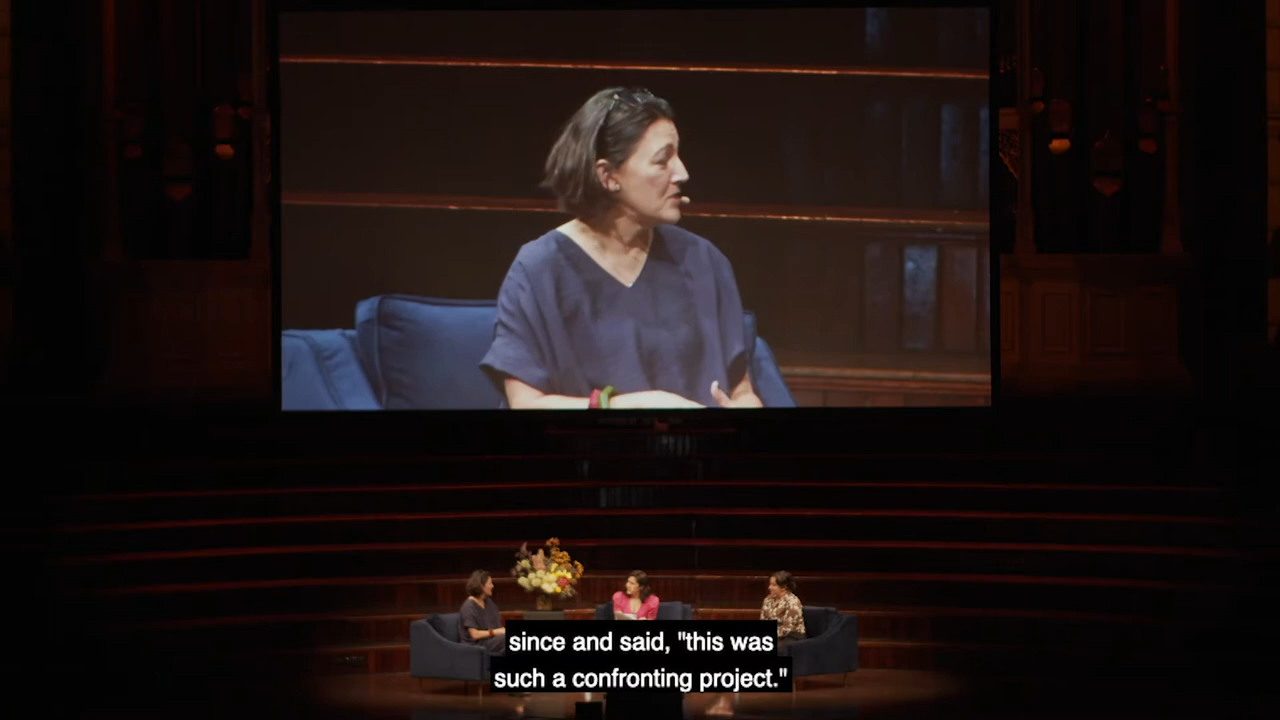 since and said, "this was
such a confronting project."